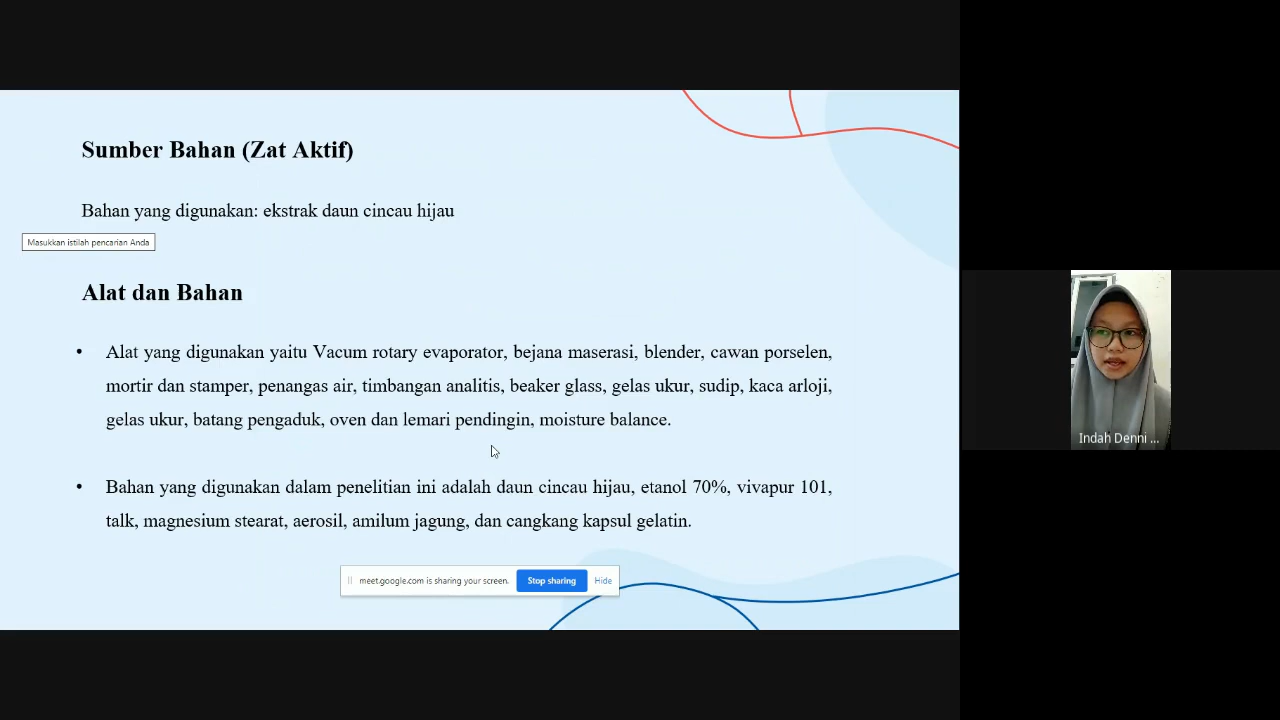 Sumber Bahan (Zat Aktif)
Bahan yang digunakan: ekstrak daun cincau hijau
Masukkan istilah pencarian Anda
Alat dan Bahan
• Alat yang digunakan yaitu Vacum rotary evaporator, bejana maserasi, blender, cawan porselen,
mortir dan stamper, penangas air, timbangan analitis, beaker glass, gelas ukur, sudip, kaca arloji,
gelas ukur, batang pengaduk, oven dan lemari pendingin, moisture balance.
• Bahan yang digunakan dalam penelitian ini adalah daun cincau hijau, etanol 70%, vivapur 101,
talk, magnesium stearat, aerosil, amilum jagung, dan cangkang kapsul gelatin.
meet.google.com is sharing your screen. Stop sharing Hide
Indah Denni ...